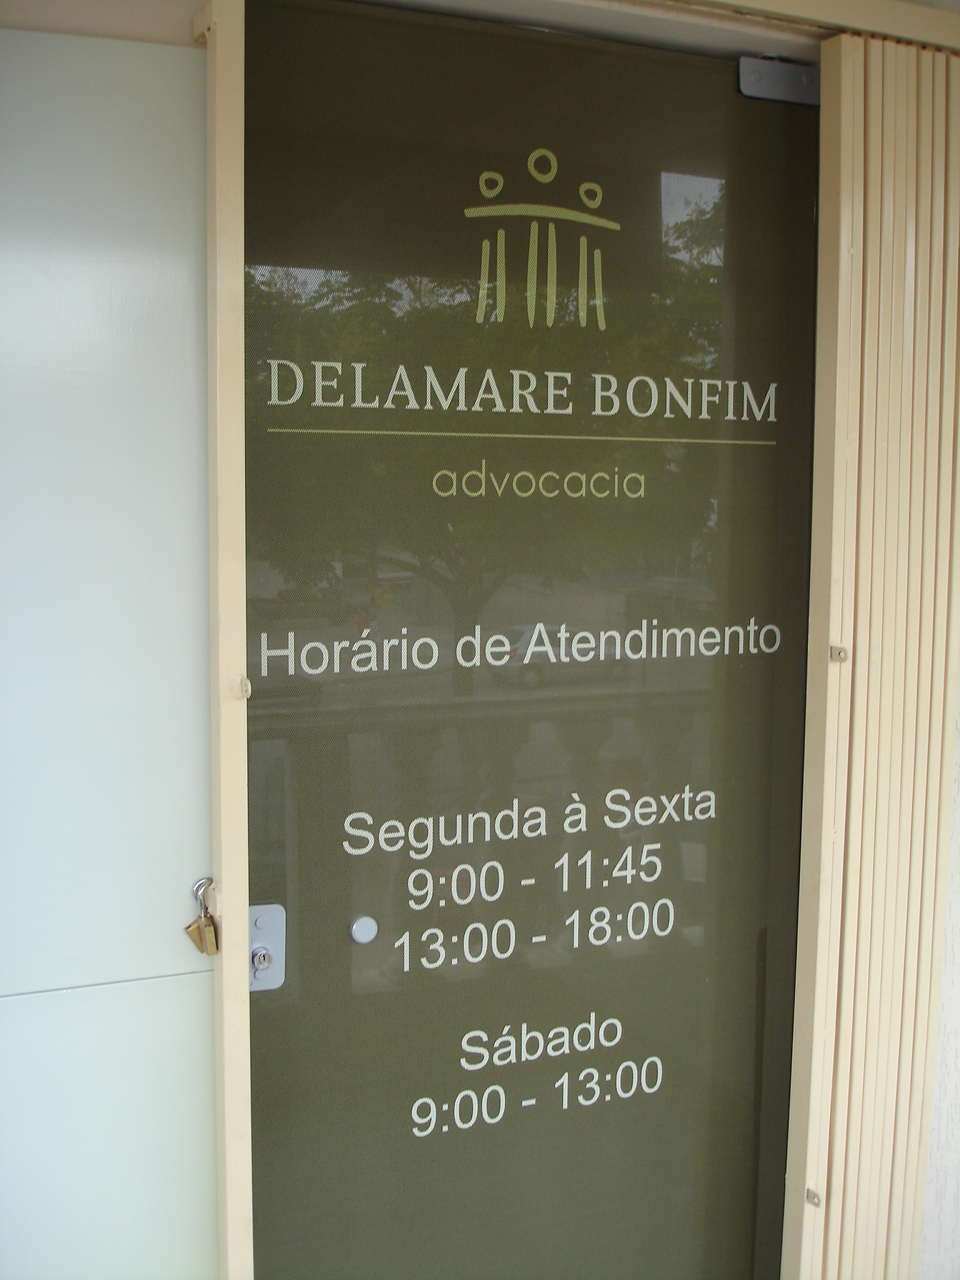 DELAMARE BONFIM
advocacia
Horário de Atendimento
Segunda à Sexta
9:00 - 11:45
13:00 - 18:00
Sábado
9:00 - 13:00